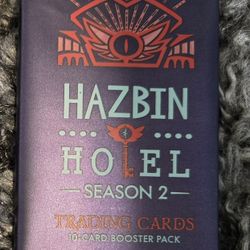 HAZBIN
HOTEL
SEASON 2
TRADING CARDS
10-CARD BOOSTER PACK